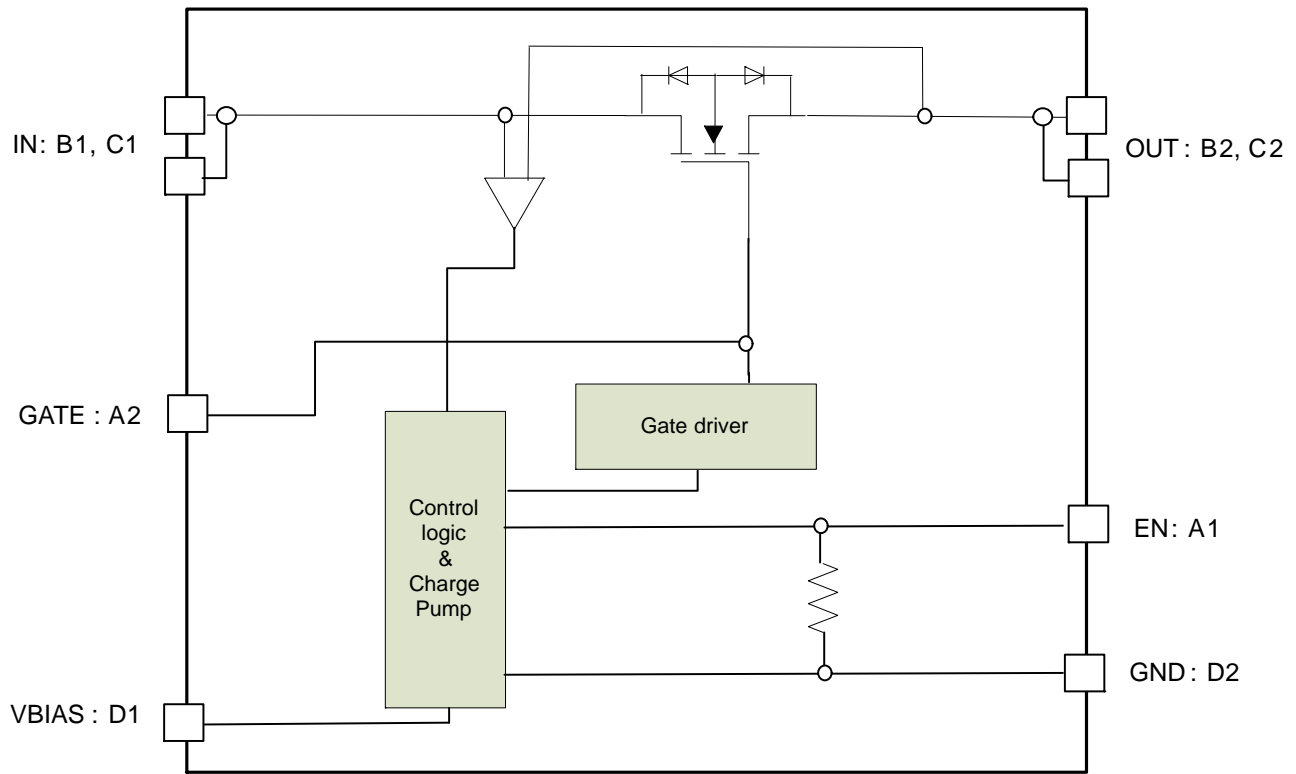 IN: B1, C1
OUT : B2, C2
GATE : A2
Gate driver
Control
logic
&
Charge
Pump
EN: A1
GND : D2
VBIAS : D1